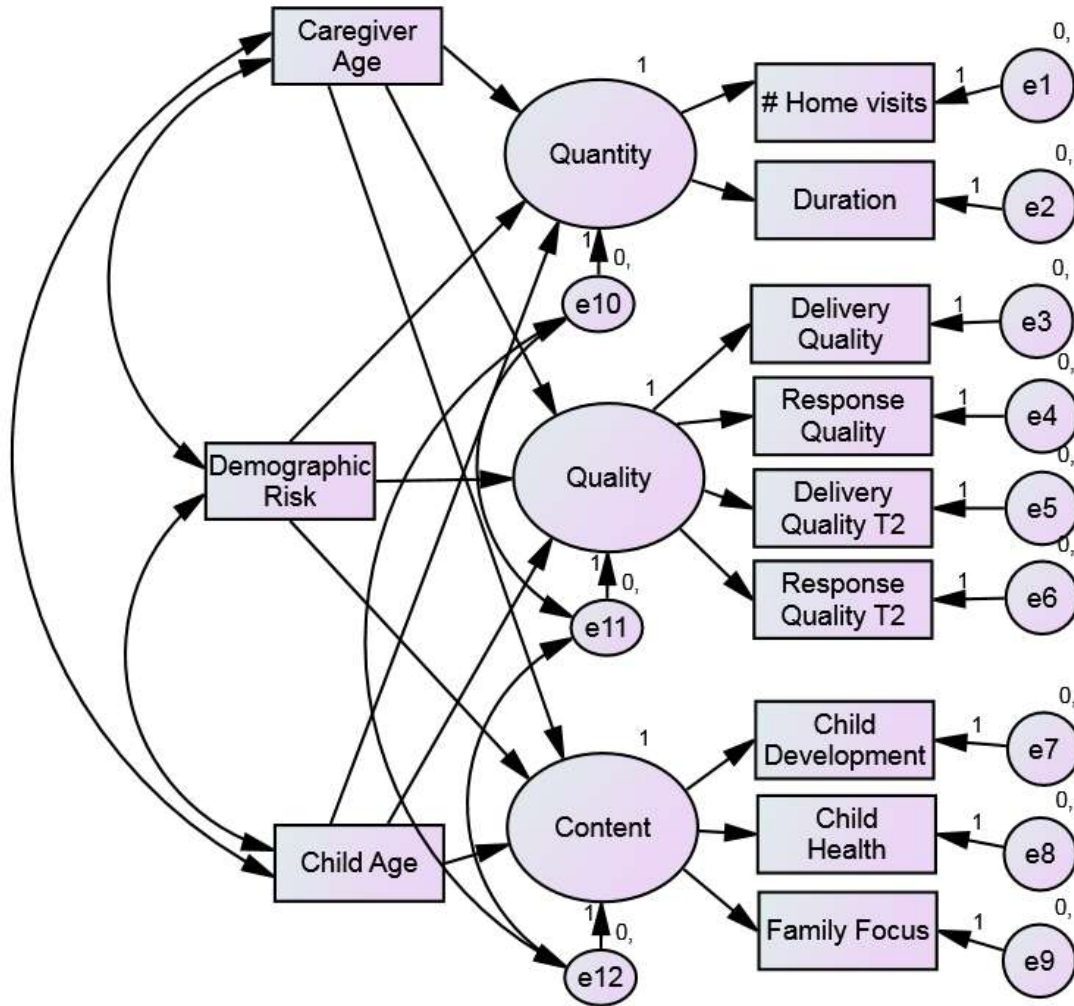 Caregiver
Age
Quantity
1
# Home visits
1
0,
e1
Duration
1
0,
e2
1
0,
e10
Delivery
Quality
1
0,
e3
Demographic
Risk
Quality
1
Response
Quality
1
0,
e4
Delivery
Quality T2
1
0,
e5
Response
Quality T2
1
0,
e6
1
0,
e11
Child
Development
1
0,
e7
Child Age
Content
1
Child
Health
1
0,
e8
Family Focus
1
0,
e9
1
0,
e12